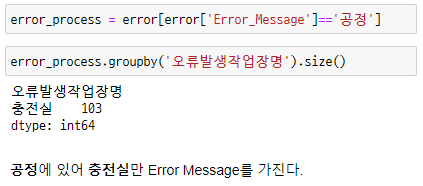 error_process = error[error['Error_Message']=='공정']
error_process.groupby('오류발생작업장명').size()
오류발생작업장명
충전실    103
dtype: int64
공정에 있어 충전실만 Error Message를 가진다.